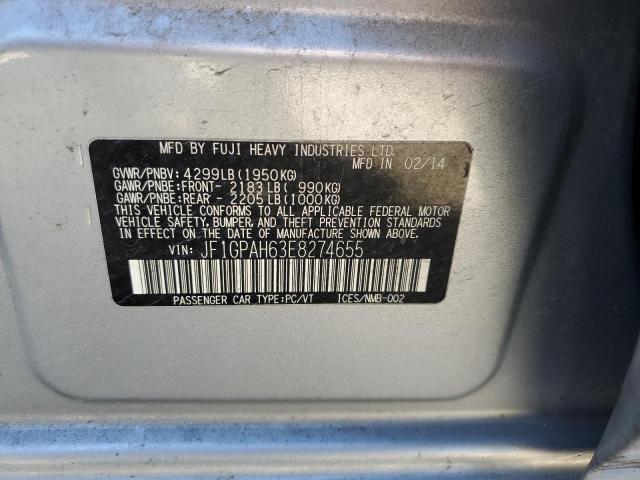 MFD BY FUJI HEAVY INDUSTRIES LTD.
MFD IN 02/14
GVWR/PNBV: 4299LB(1950KG)
GAWR/PNBE:FRONT- 2183LB( 990KG)
GAWR/PNBE:REAR - 2205LB(1000KG)
THIS VEHICLE CONFORMS TO ALL APPLICABLE FEDERAL MOTOR
VEHICLE SAFETY,BUMPER, AND THEFT PREVENTION STANDARDS
IN EFFECT ON THE DATE OF MANUFACTURE SHOWN ABOVE.
VIN: JF1GPAH63E8274655
PASSENGER CAR TYPE:PC/VT ICES/NMB-002